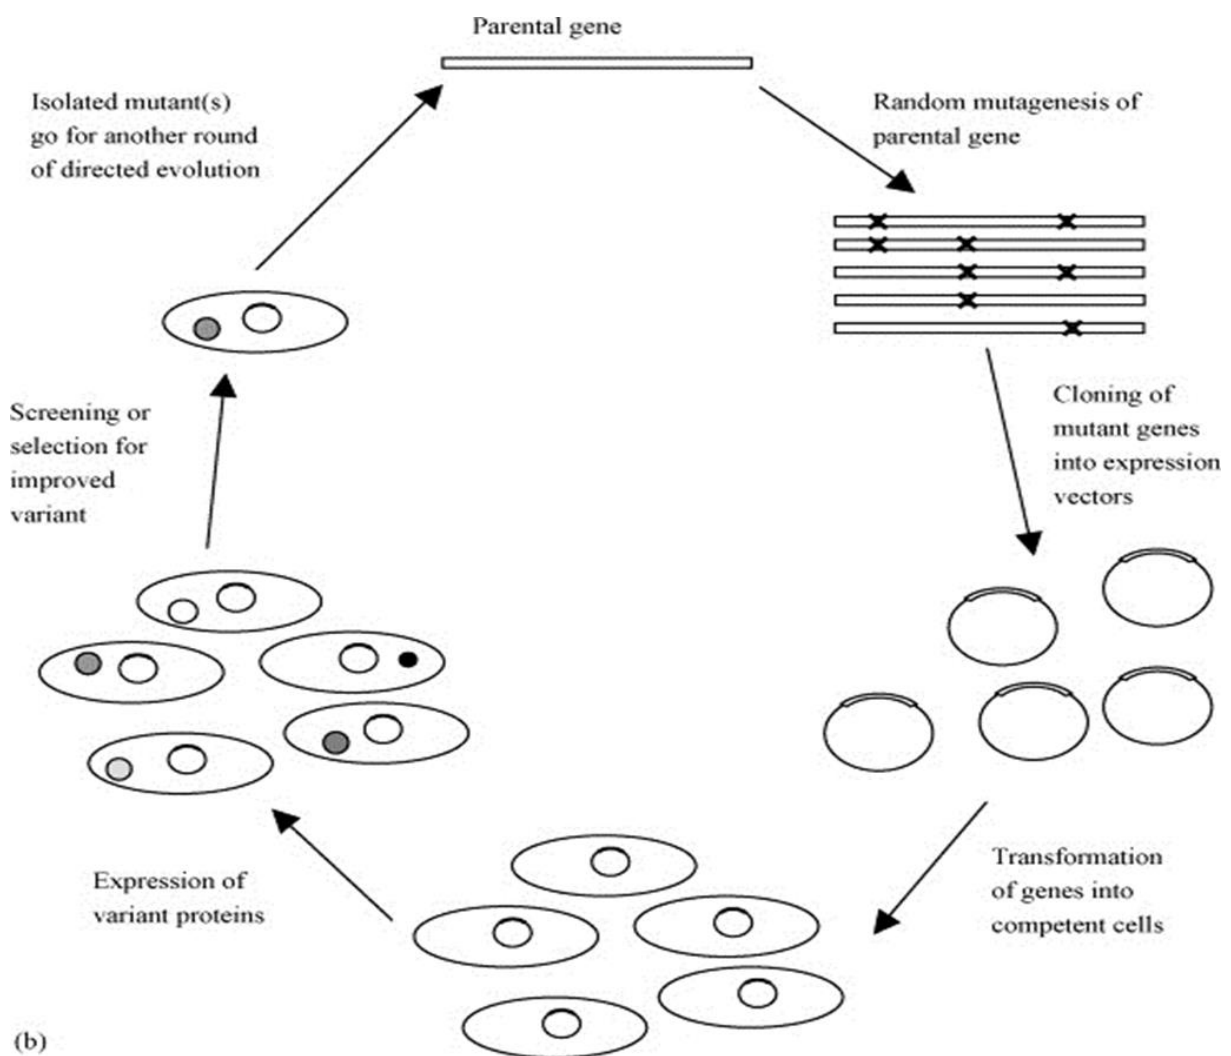 Parental gene
Isolated mutant(s)
go for another round
of directed evolution
Random mutagenesis of
parental gene
Cloning of
mutant genes
into expression
vectors
Screening or
selection for
improved
variant
Transformation
of genes into
competent cells
Expression of
variant proteins
(b)